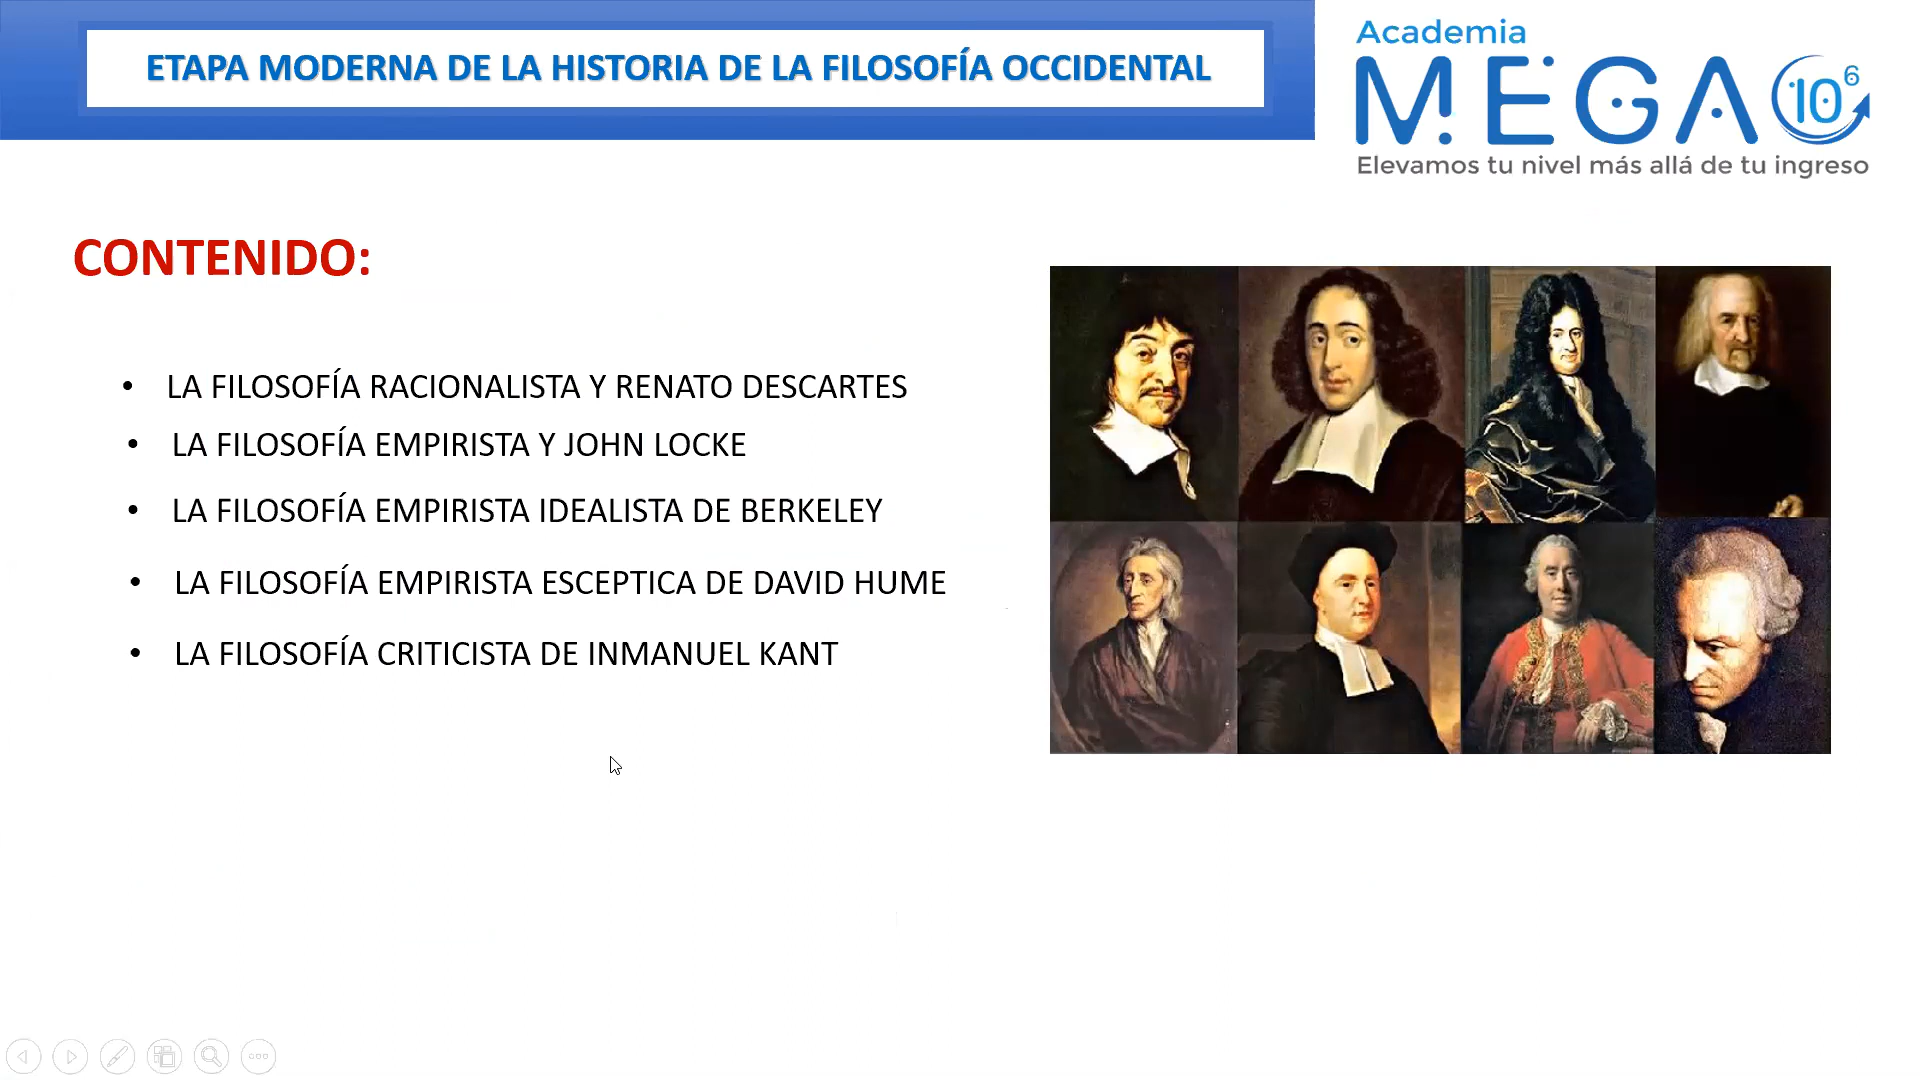 ETAPA MODERNA DE LA HISTORIA DE LA FILOSOFÍA OCCIDENTAL
Academia
MEGA 10⁶
Elevamos tu nivel más allá de tu ingreso
CONTENIDO:
• LA FILOSOFÍA RACIONALISTA Y RENATO DESCARTES
• LA FILOSOFÍA EMPIRISTA Y JOHN LOCKE
• LA FILOSOFÍA EMPIRISTA IDEALISTA DE BERKELEY
• LA FILOSOFÍA EMPIRISTA ESCEPTICA DE DAVID HUME
• LA FILOSOFÍA CRITICISTA DE INMANUEL KANT